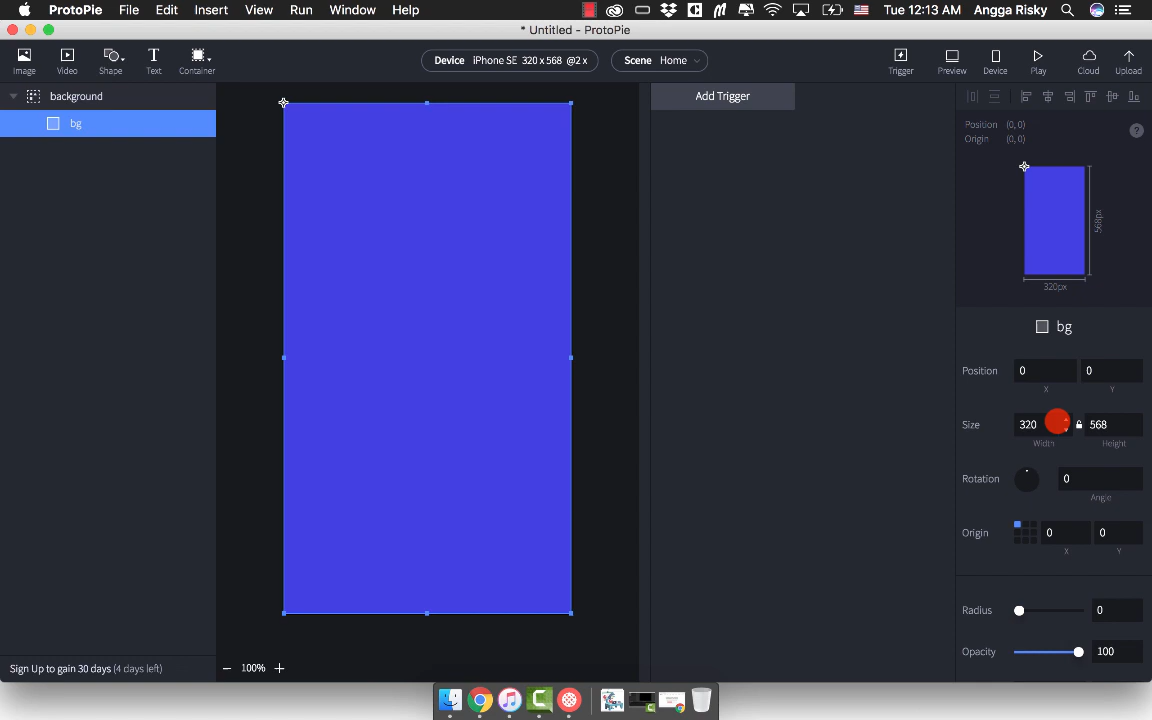 ProtoPie File Edit Insert View Run Window Help Tue 12:13 AM Angga Risky
* Untitled - ProtoPie
Image Video Shape Text Container
Device iPhone SE 320 x 568 @2 x
Scene Home
Trigger Preview Device Play Cloud Upload
background
bg
Add Trigger
Position (0, 0)
Origin (0, 0)
?
568px
320px
bg
Position 0 0
X Y
Size 320 568
Width Height
Rotation 0
Angle
Origin 0 0
X Y
Radius 0
Opacity 100
Sign Up to gain 30 days (4 days left)
100%